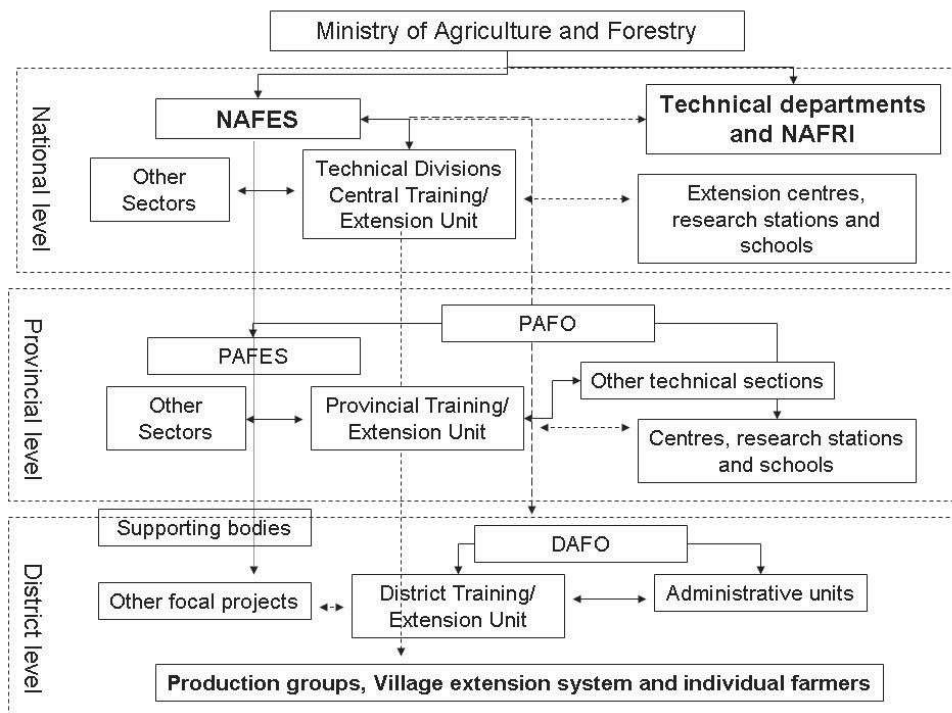 Ministry of Agriculture and Forestry
National level
NAFES
Technical departments
and NAFRI
Other
Sectors
Technical Divisions
Central Training/
Extension Unit
Extension centres,
research stations and
schools
Provincial level
PAFO
PAFES
Other technical sections
Other
Sectors
Provincial Training/
Extension Unit
Centres, research stations
and schools
District level
Supporting bodies
DAFO
Other focal projects
District Training/
Extension Unit
Administrative units
Production groups, Village extension system and individual farmers